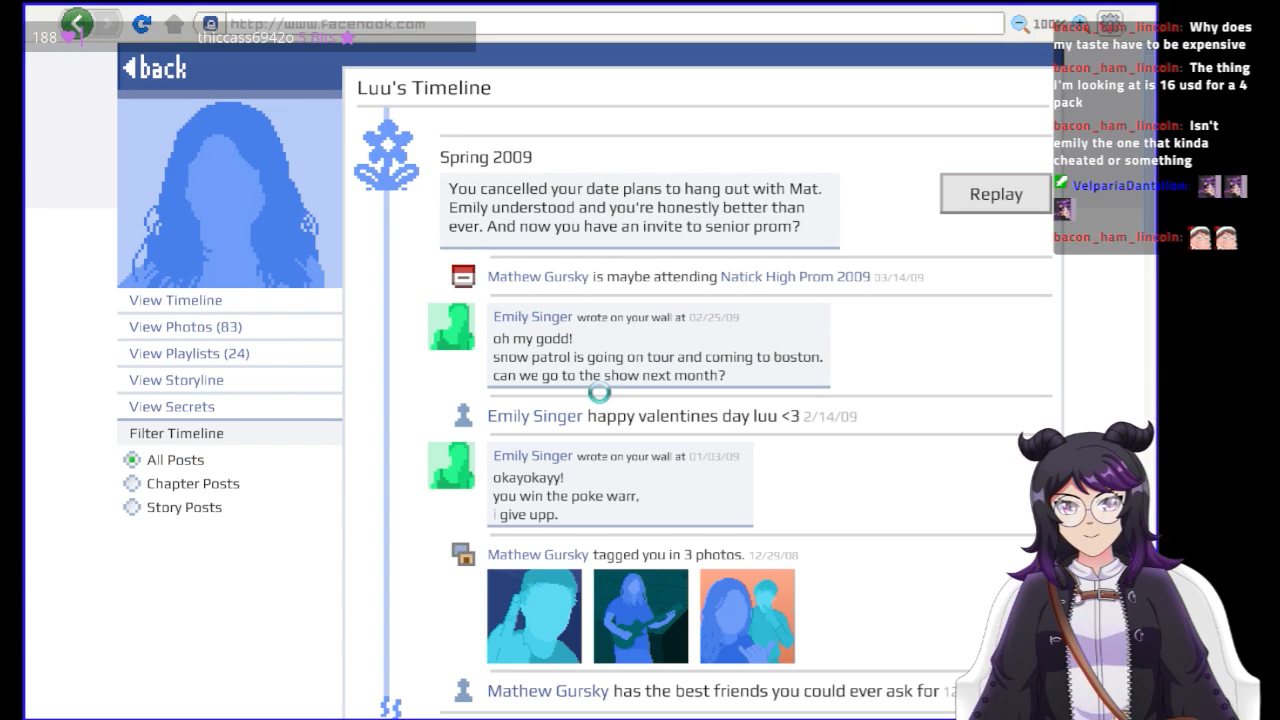 http://www.facenook.com
100%
188
thiccass6942o 5 Bits
back
View Timeline
View Photos (83)
View Playlists (24)
View Storyline
View Secrets
Filter Timeline
All Posts
Chapter Posts
Story Posts
Luu's Timeline
Spring 2009
You cancelled your date plans to hang out with Mat.
Emily understood and you're honestly better than
ever. And now you have an invite to senior prom?
Replay
Mathew Gursky is maybe attending Natick High Prom 2009 03/14/09
Emily Singer wrote on your wall at 02/25/09
oh my godd!
snow patrol is going on tour and coming to boston.
can we go to the show next month?
Emily Singer happy valentines day luu <3 2/14/09
Emily Singer wrote on your wall at 01/03/09
okayokayy!
you win the poke warr,
i give upp.
Mathew Gursky tagged you in 3 photos. 12/29/08
Mathew Gursky has the best friends you could ever ask for
bacon_ham_lincoln: Why does
my taste have to be expensive
bacon_ham_lincoln: The thing
I'm looking at is 16 usd for a 4
pack
bacon_ham_lincoln: Isn't
emily the one that kinda
cheated or something
VelpariaDantalion:
bacon_ham_lincoln: